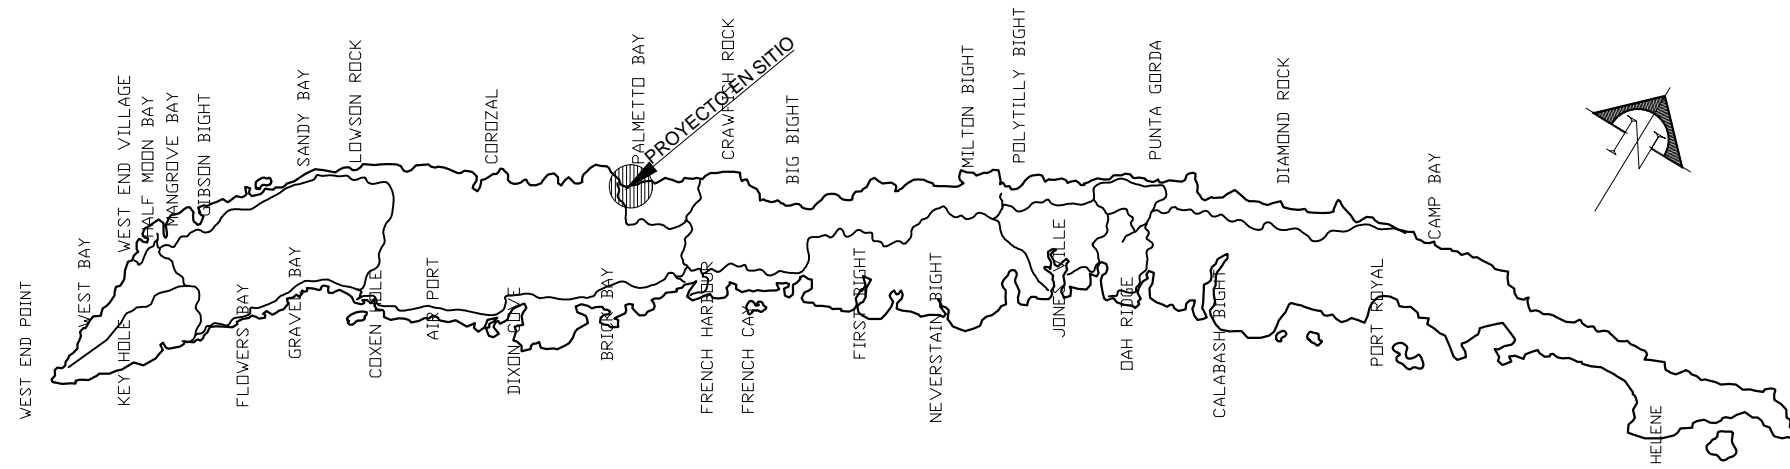 WEST END POINT
WEST BAY
WEST END VILLAGE
HALF MOON BAY
MANGROVE BAY
GIBSON BIGHT
SANDY BAY
LOWSON ROCK
COROZAL
PALMETTO BAY
PROYECTO EN SITIO
CRAWFISH ROCK
BIG BIGHT
MILTON BIGHT
POLYTILLY BIGHT
PUNTA GORDA
DIAMOND ROCK
CAMP BAY
N
KEY HOLE
FLOWERS BAY
GRAVEL BAY
COXEN HOLE
AIR PORT
DIXON COVE
BRICK BAY
FRENCH HARBOUR
FRENCH CAY
FIRST BIGHT
NEVERSTAIN BIGHT
JONESVILLE
OAH RIDGE
CALABASH BIGHT
PORT ROYAL
HELENE